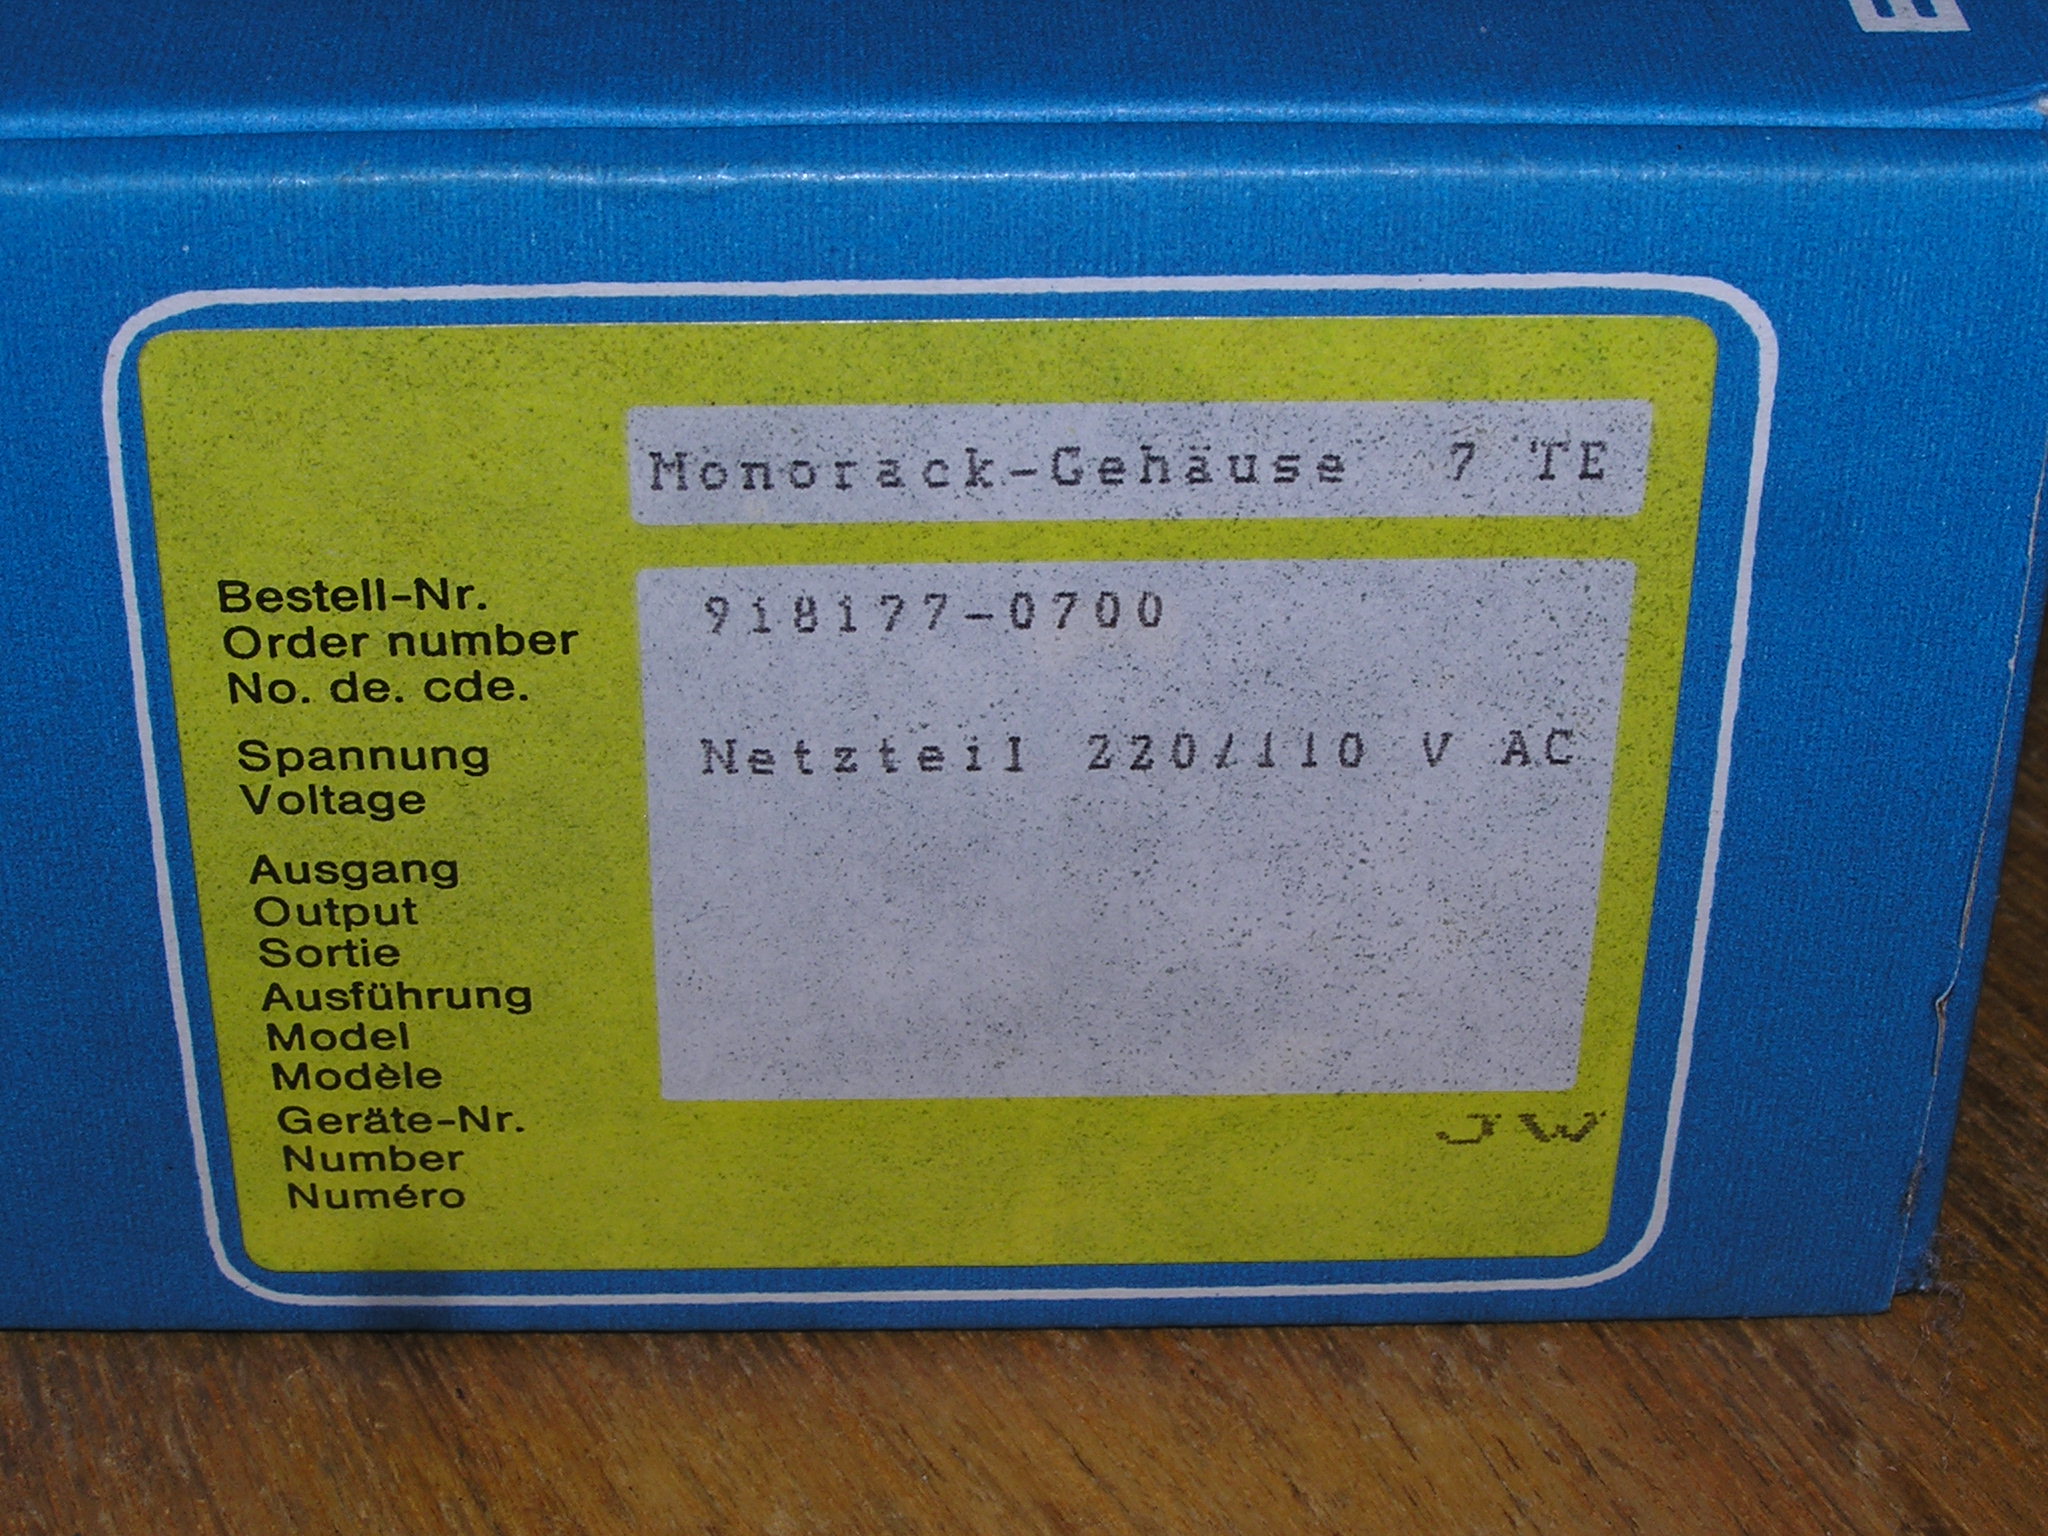 E
Monorack-Gehäuse 7 TE
Bestell-Nr.
Order number
No. de. cde.
918177-0700
Spannung
Voltage
Netzteil 220/110 V AC
Ausgang
Output
Sortie
Ausführung
Model
Modèle
Geräte-Nr.
Number
Numéro
JW